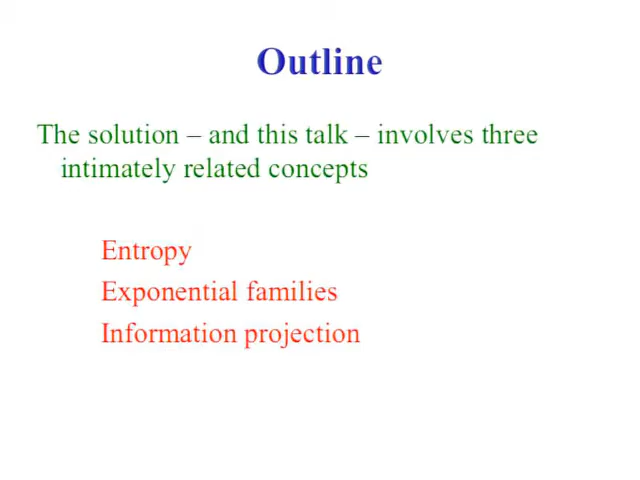 Outline
The solution – and this talk – involves three
intimately related concepts
Entropy
Exponential families
Information projection